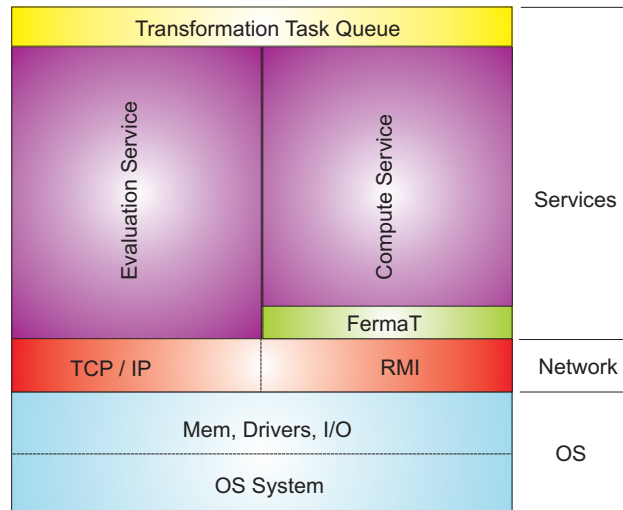 Transformation Task Queue
Evaluation Service
Compute Service
Services
FermaT
TCP / IP
RMI
Network
Mem, Drivers, I/O
OS
OS System